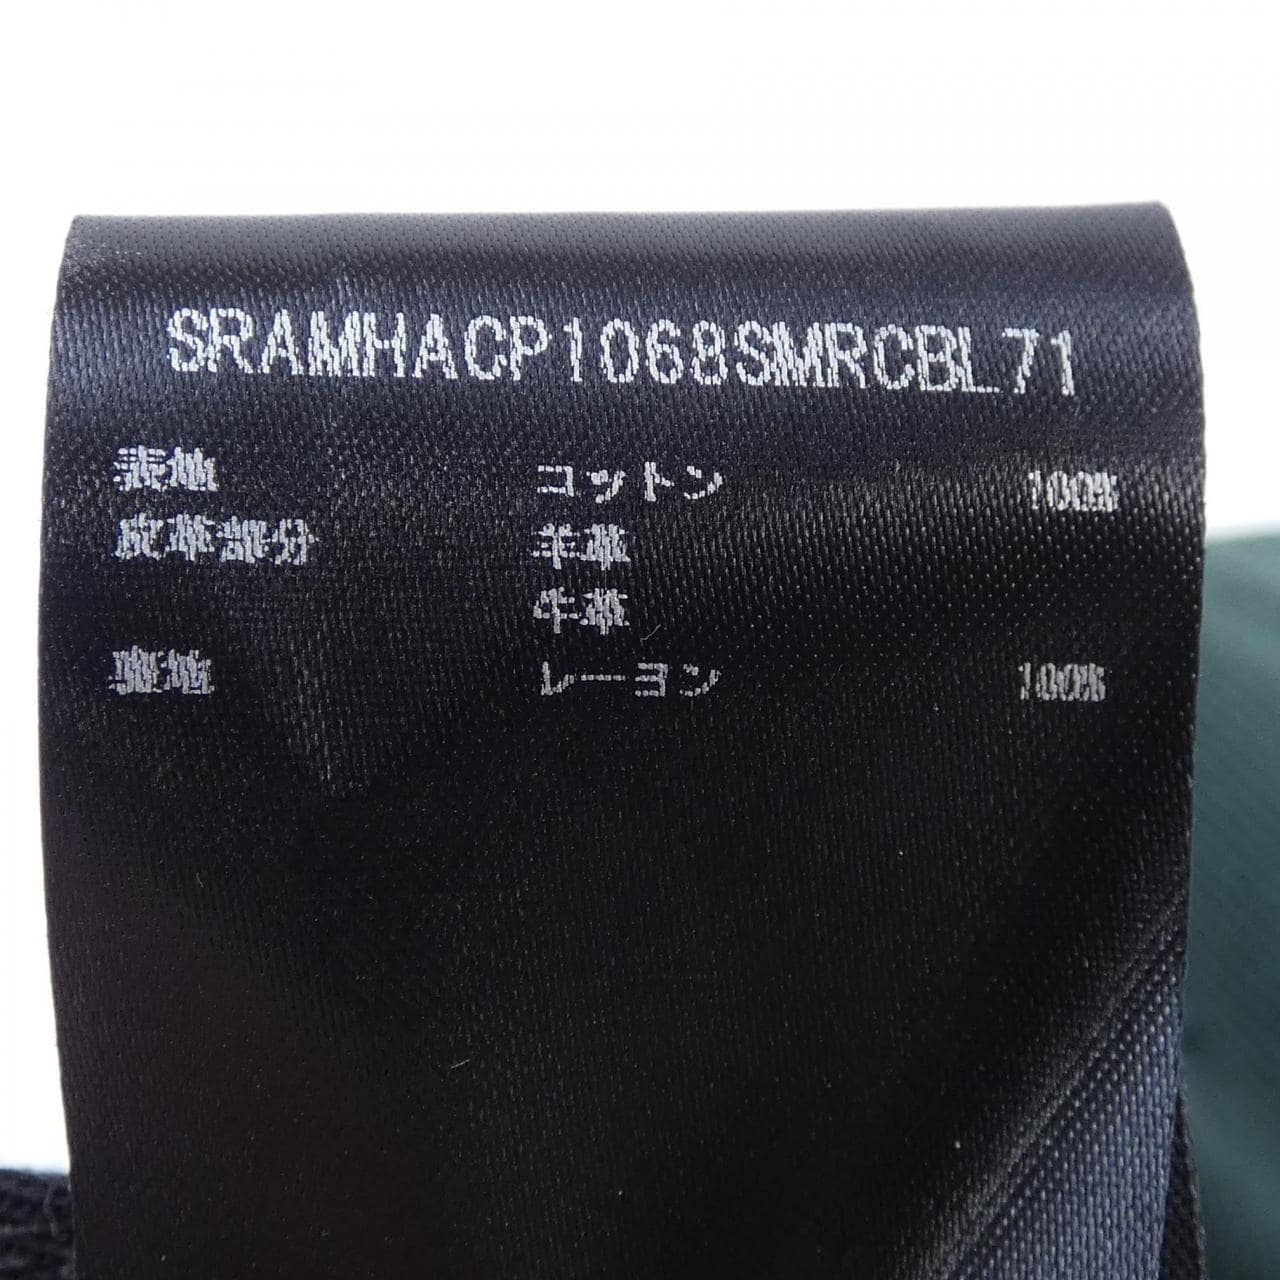 SRAMHACP1068SMRCBL71
表地 コットン 100%
皮革部分 羊革
牛革
裏地 レーヨン 100%